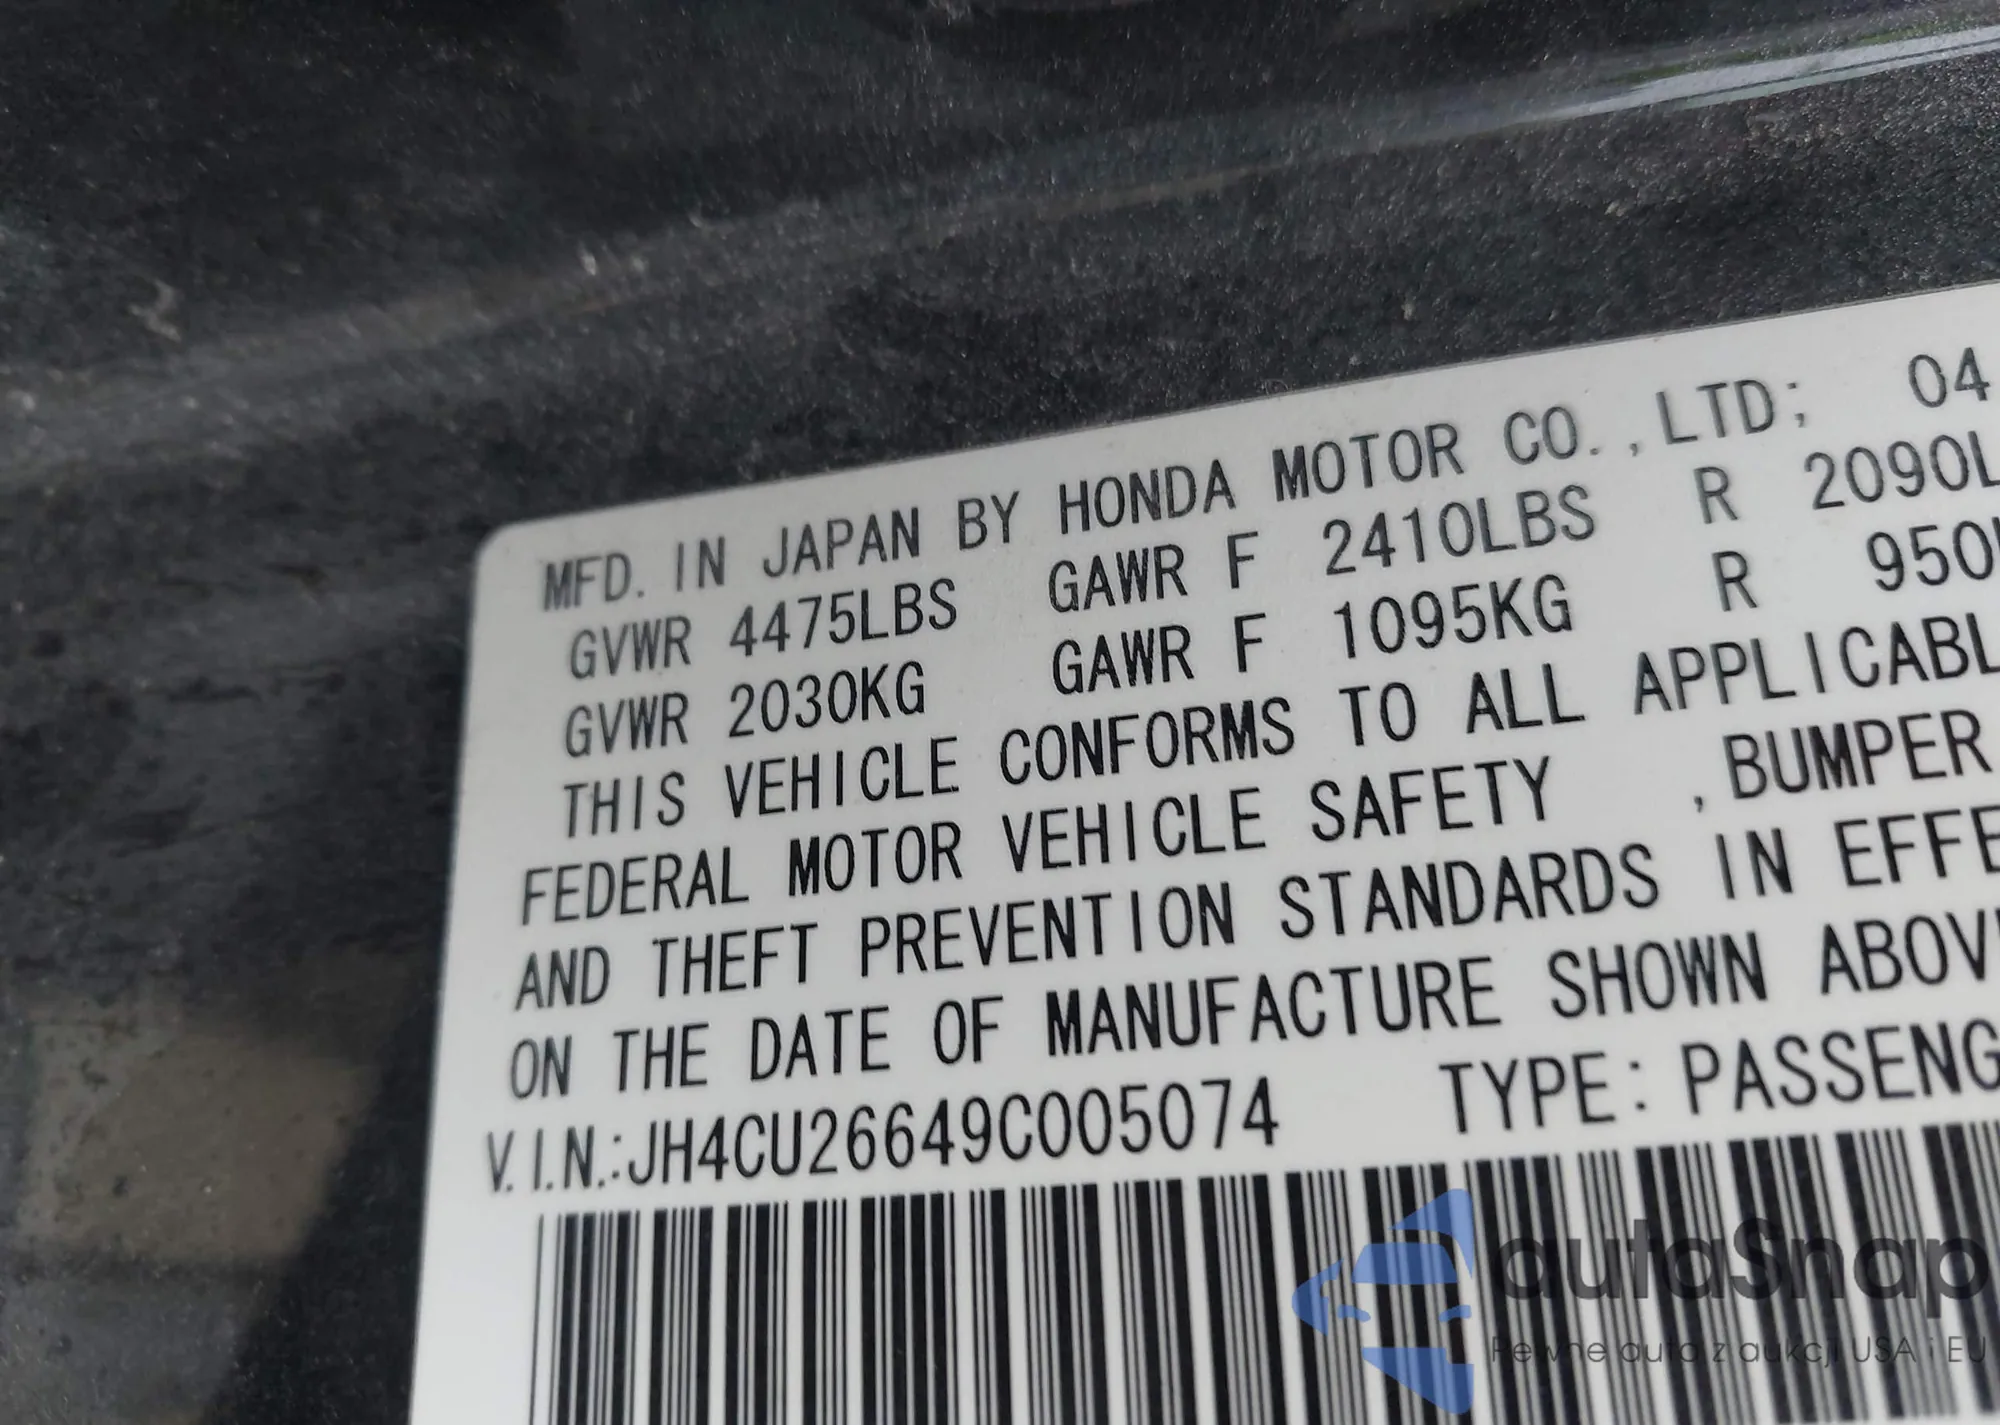 MFD. IN JAPAN BY HONDA MOTOR CO.,LTD; 04
GVWR 4475LBS GAWR F 2410LBS R 2090L
GVWR 2030KG GAWR F 1095KG R 950
THIS VEHICLE CONFORMS TO ALL APPLICABL
FEDERAL MOTOR VEHICLE SAFETY ,BUMPER
AND THEFT PREVENTION STANDARDS IN EFFE
ON THE DATE OF MANUFACTURE SHOWN ABOV
V.I.N.:JH4CU26649C005074 TYPE:PASSENG
autaSnap
Pewne auta z aukcji USA i EU